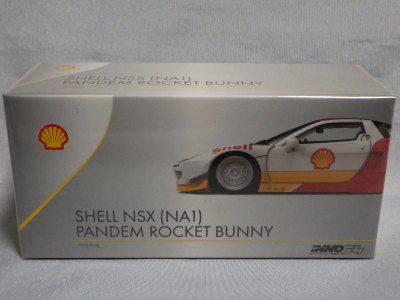 SHELL NSX (NA1)
PANDEM ROCKET BUNNY
Shell
SHELL NSX (NA1)
PANDEM ROCKET BUNNY
INNO64